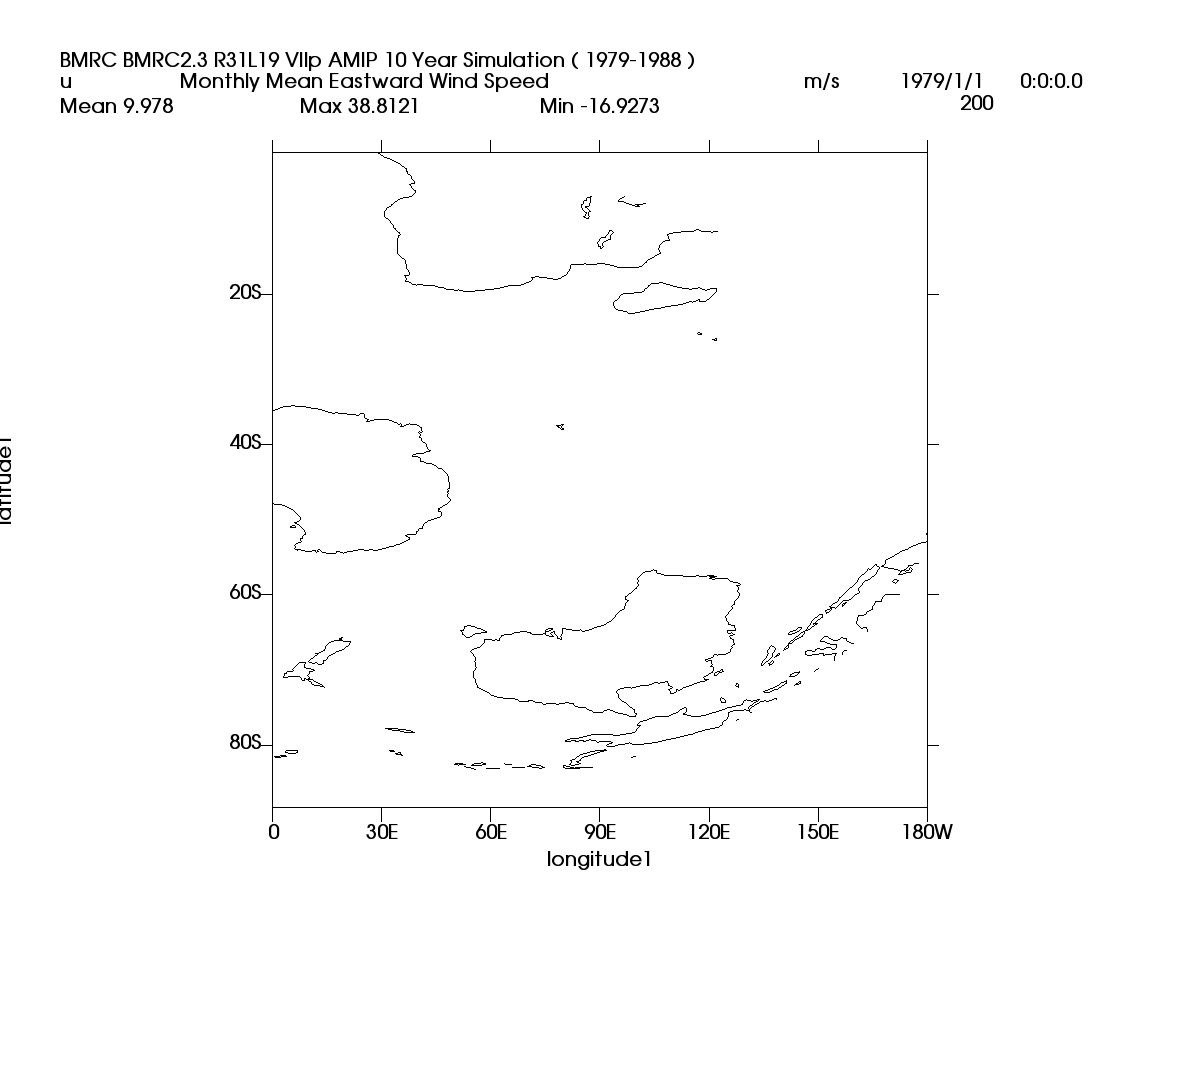 BMRC BMRC2.3 R31L19 VIIp AMIP 10 Year Simulation ( 1979-1988 )
u Monthly Mean Eastward Wind Speed m/s 1979/1/1 0:0:0.0
Mean 9.978 Max 38.8121 Min -16.9273 200
20S
40S
latitude1
60S
80S
0 30E 60E 90E 120E 150E 180W
longitude1